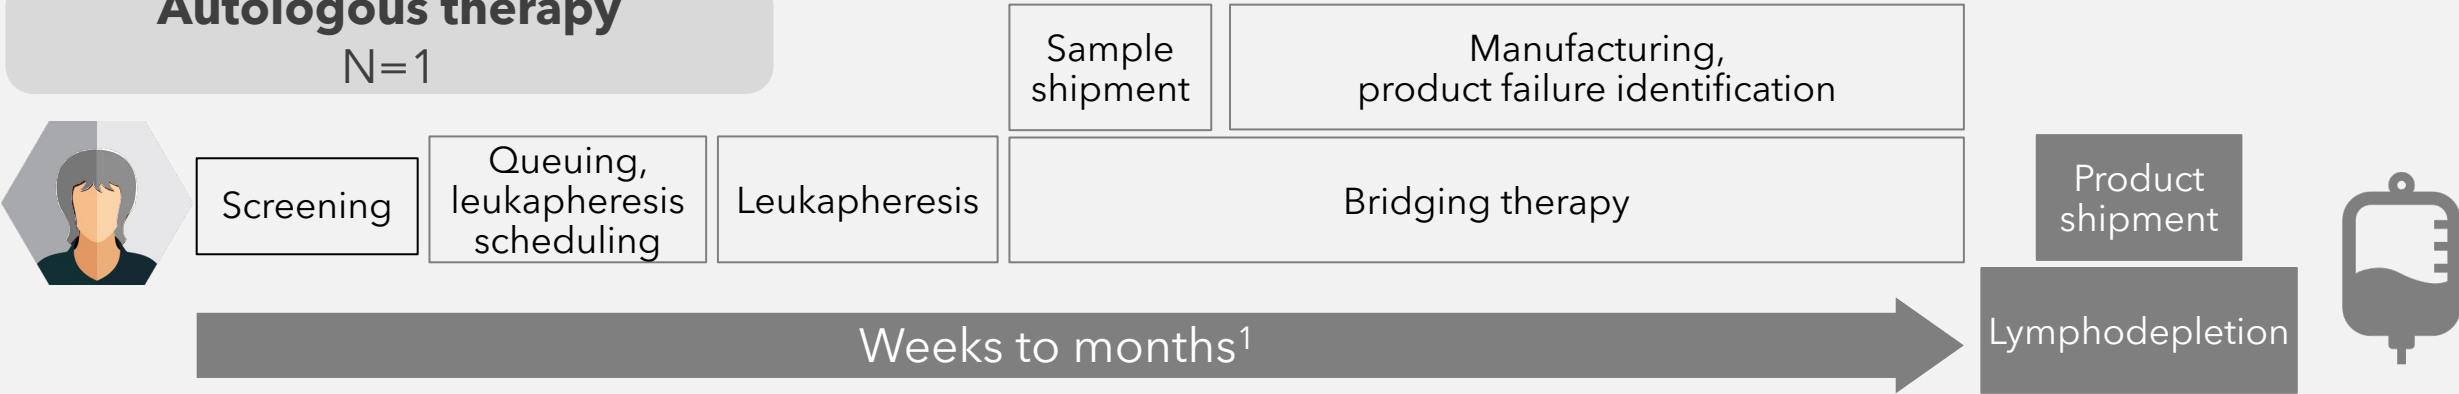 Autologous therapy
N=1
Sample
shipment
Manufacturing,
product failure identification
Screening
Queuing,
leukapheresis
scheduling
Leukapheresis
Bridging therapy
Product
shipment
Weeks to months¹
Lymphodepletion